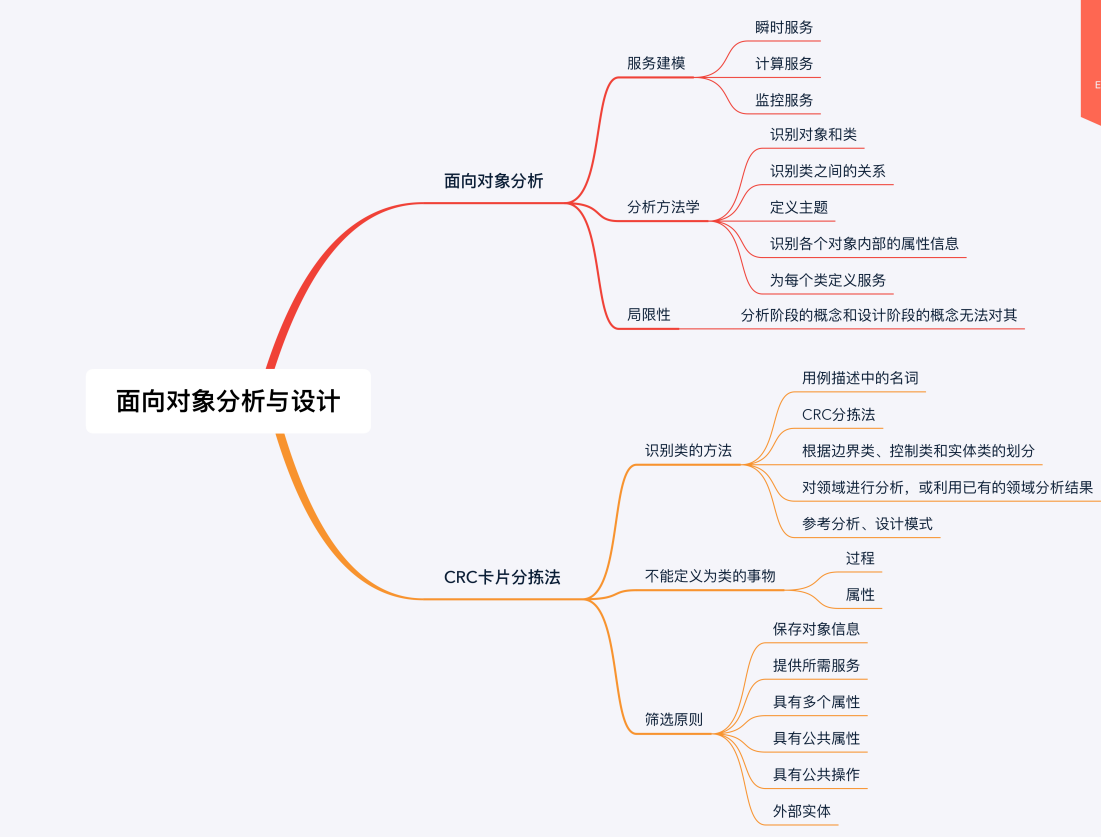 面向对象分析与设计
面向对象分析
服务建模
瞬时服务
计算服务
监控服务
分析方法学
识别对象和类
识别类之间的关系
定义主题
识别各个对象内部的属性信息
为每个类定义服务
局限性
分析阶段的概念和设计阶段的概念无法对其
CRC卡片分拣法
识别类的方法
用例描述中的名词
CRC分拣法
根据边界类、控制类和实体类的划分
对领域进行分析，或利用已有的领域分析结果
参考分析、设计模式
不能定义为类的事物
过程
属性
筛选原则
保存对象信息
提供所需服务
具有多个属性
具有公共属性
具有公共操作
外部实体
E